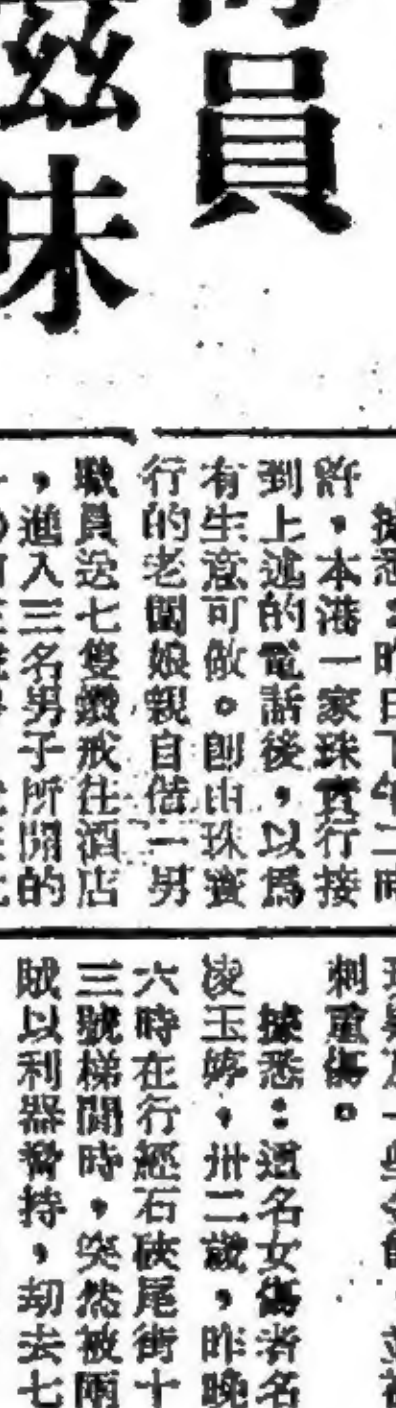 員
滋味
據悉：昨日下午二時
許，本港一家珠寶行接
到上述的電話後，以爲
有生意可做。卽由珠寶
行的老闆娘親自偕一男
職員送七隻鑽戒往酒店
，進入三名男子所開的
刺重傷。
據悉：這名女傷者名
凌玉婷，卅二歲，昨晚
六時在行經石硤尾街十
三號梯間時，突然被兩
賊以利器脅持，刧去七